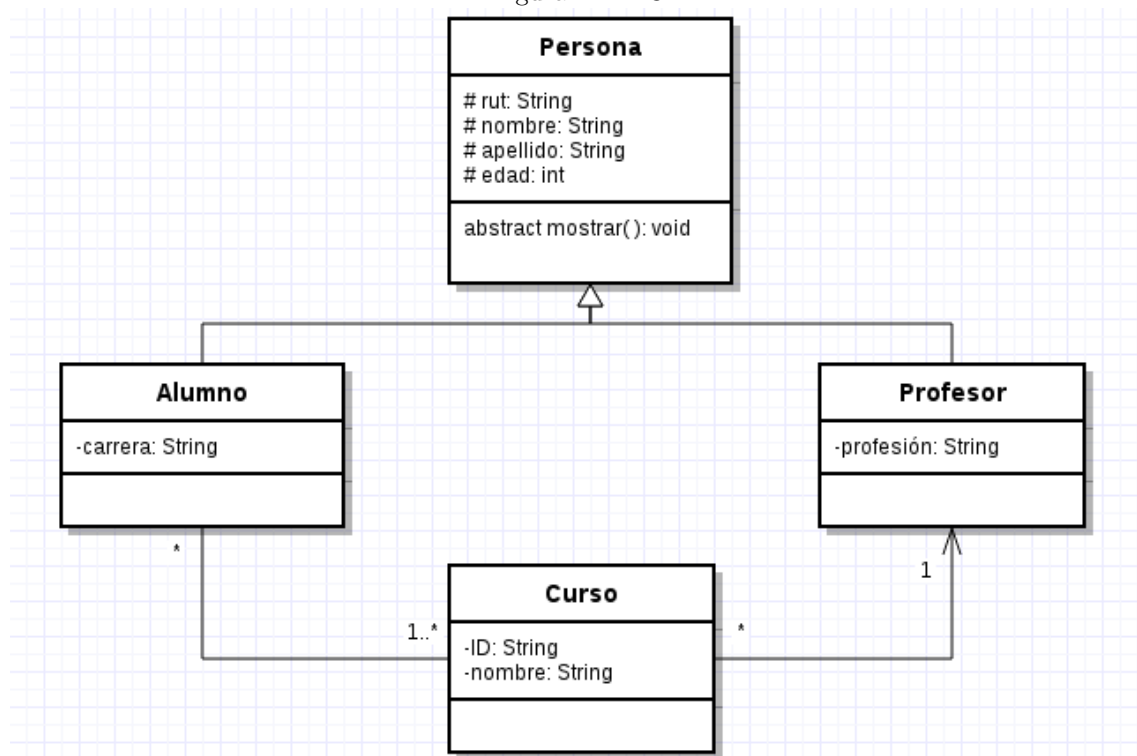 Persona
# rut: String
# nombre: String
# apellido: String
# edad: int
abstract mostrar( ): void
Alumno
-carrera: String
Profesor
-profesión: String
*
1
Curso
1..*
*
-ID: String
-nombre: String